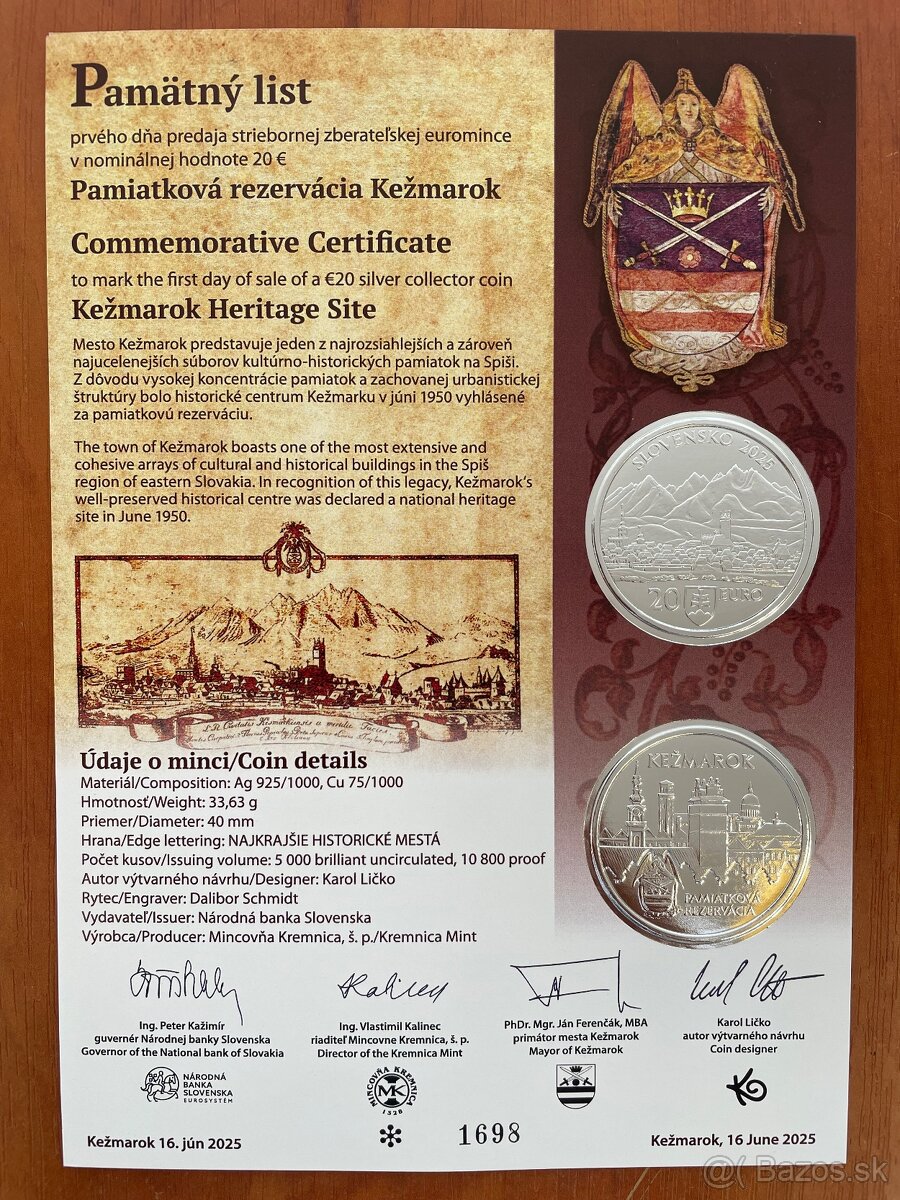 Pamätný list
prvého dňa predaja striebornej zberateľskej euromince
v nominálnej hodnote 20 €
Pamiatková rezervácia Kežmarok
Commemorative Certificate
to mark the first day of sale of a €20 silver collector coin
Kežmarok Heritage Site
Mesto Kežmarok predstavuje jeden z najrozsiahlejších a zároveň
najucelenejších súborov kultúrno-historických pamiatok na Spiši.
Z dôvodu vysokej koncentrácie pamiatok a zachovanej urbanistickej
štruktúry bolo historické centrum Kežmarku v júni 1950 vyhlásené
za pamiatkovú rezerváciu.
The town of Kežmarok boasts one of the most extensive and
cohesive arrays of cultural and historical buildings in the Spiš
region of eastern Slovakia. In recognition of this legacy, Kežmarok's
well-preserved historical centre was declared a national heritage
site in June 1950.
SLOVENSKO 2025
20 EURO
KEŽMAROK
PAMIATKOVÁ
REZERVÁCIA
Údaje o minci/Coin details
Materiál/Composition: Ag 925/1000, Cu 75/1000
Hmotnosť/Weight: 33,63 g
Priemer/Diameter: 40 mm
Hrana/Edge lettering: NAJKRAJŠIE HISTORICKÉ MESTÁ
Počet kusov/Issuing volume: 5 000 brilliant uncirculated, 10 800 proof
Autor výtvarného návrhu/Designer: Karol Ličko
Rytec/Engraver: Dalibor Schmidt
Vydavateľ/Issuer: Národná banka Slovenska
Výrobca/Producer: Mincovňa Kremnica, š. p./Kremnica Mint
Ing. Peter Kažimír
guvernér Národnej banky Slovenska
Governor of the National bank of Slovakia
Ing. Vlastimil Kalinec
riaditeľ Mincovne Kremnica, š. p.
Director of the Kremnica Mint
PhDr. Mgr. Ján Ferenčák, MBA
primátor mesta Kežmarok
Mayor of Kežmarok
Karol Ličko
autor výtvarného návrhu
Coin designer
NÁRODNÁ
BANKA
SLOVENSKA
EUROSYSTÉM
MINCOVŇA KREMNICA
MK
1328
Kežmarok 16. jún 2025
1698
Kežmarok, 16 June 2025
@( Bazos.sk